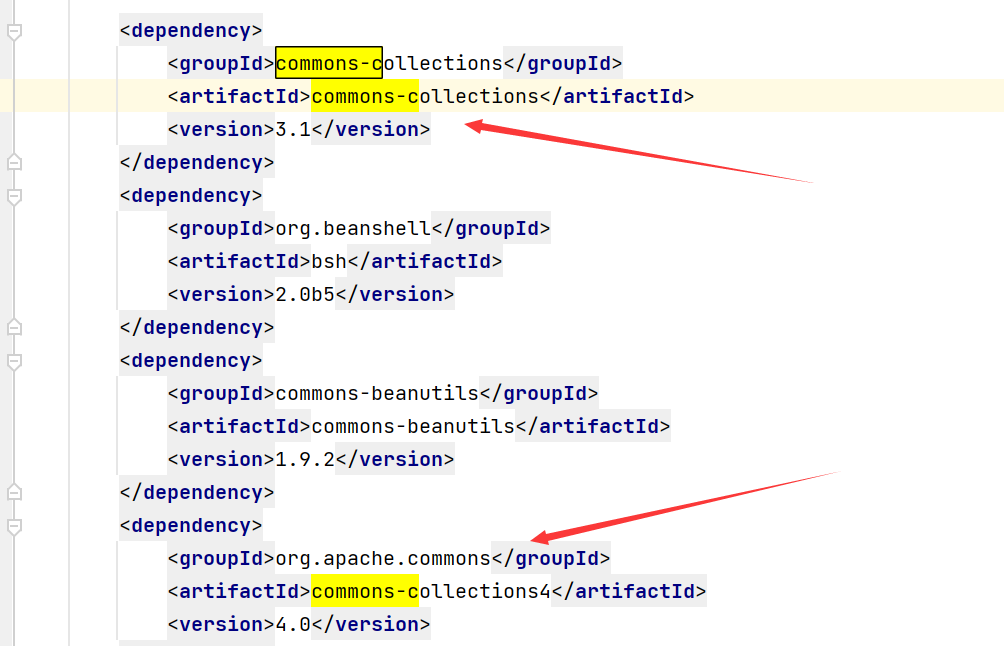 <dependency>
<groupId>commons-collections</groupId>
<artifactId>commons-collections</artifactId>
<version>3.1</version>
</dependency>
<dependency>
<groupId>org.beanshell</groupId>
<artifactId>bsh</artifactId>
<version>2.0b5</version>
</dependency>
<dependency>
<groupId>commons-beanutils</groupId>
<artifactId>commons-beanutils</artifactId>
<version>1.9.2</version>
</dependency>
<dependency>
<groupId>org.apache.commons</groupId>
<artifactId>commons-collections4</artifactId>
<version>4.0</version>